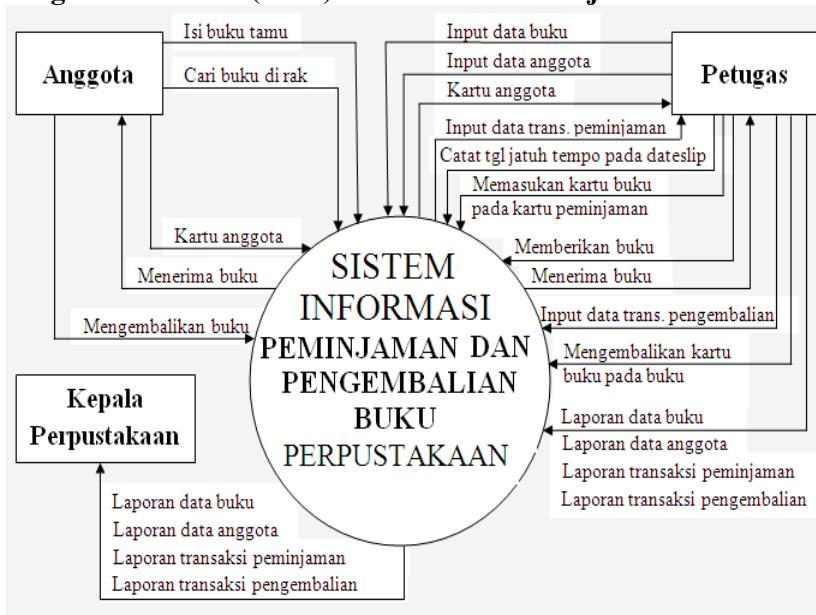 Anggota
Isi buku tamu
Cari buku di rak
Kartu anggota
Menerima buku
Mengembalikan buku
Kepala
Perpustakaan
Laporan data buku
Laporan data anggota
Laporan transaksi peminjaman
Laporan transaksi pengembalian
SISTEM
INFORMASI
PEMINJAMAN DAN
PENGEMBALIAN
BUKU
PERPUSTAKAAN
Petugas
Input data buku
Input data anggota
Kartu anggota
Input data trans. peminjaman
Catat tgl jatuh tempo pada dateslip
Memasukan kartu buku
pada kartu peminjaman
Memberikan buku
Menerima buku
Input data trans. pengembalian
Mengembalikan kartu
buku pada buku
Laporan data buku
Laporan data anggota
Laporan transaksi peminjaman
Laporan transaksi pengembalian